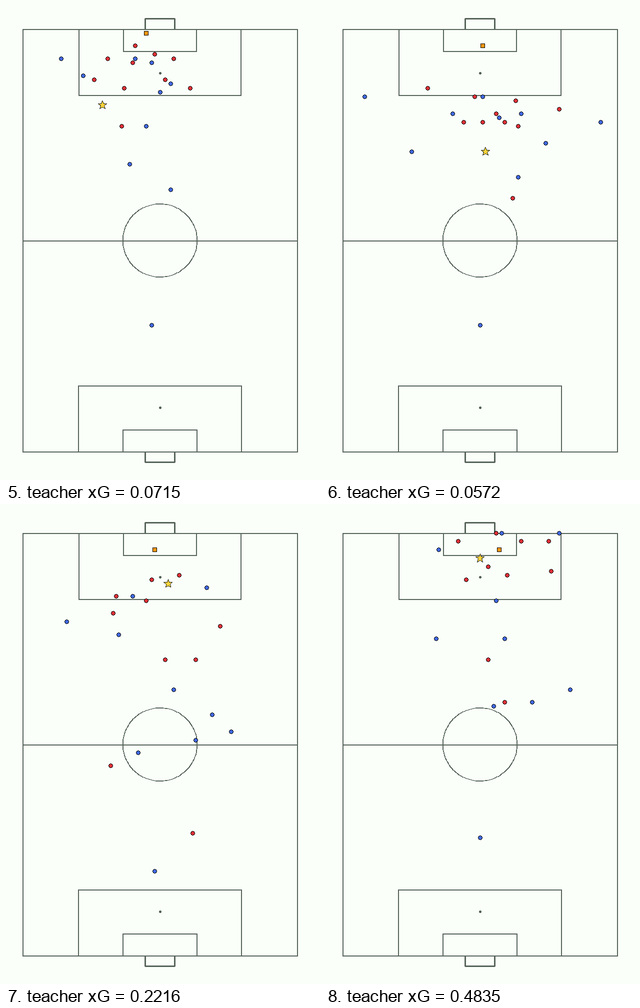 5. teacher xG = 0.0715
6. teacher xG = 0.0572
7. teacher xG = 0.2216
8. teacher xG = 0.4835